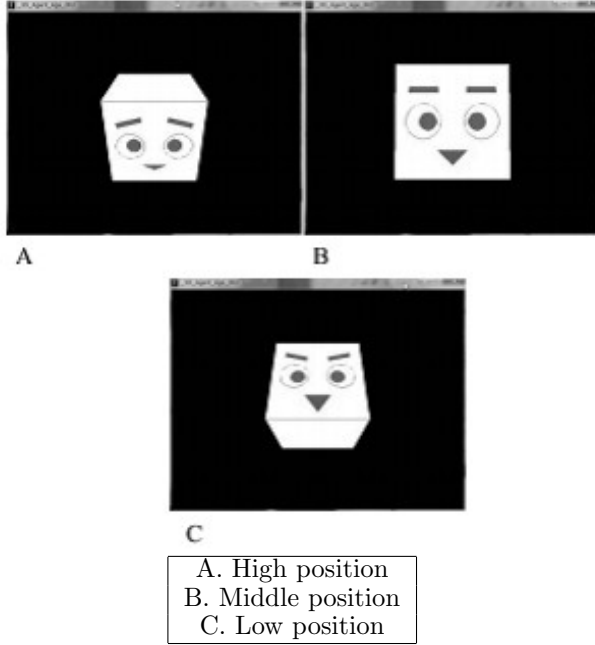 A
B
C
A. High position
B. Middle position
C. Low position